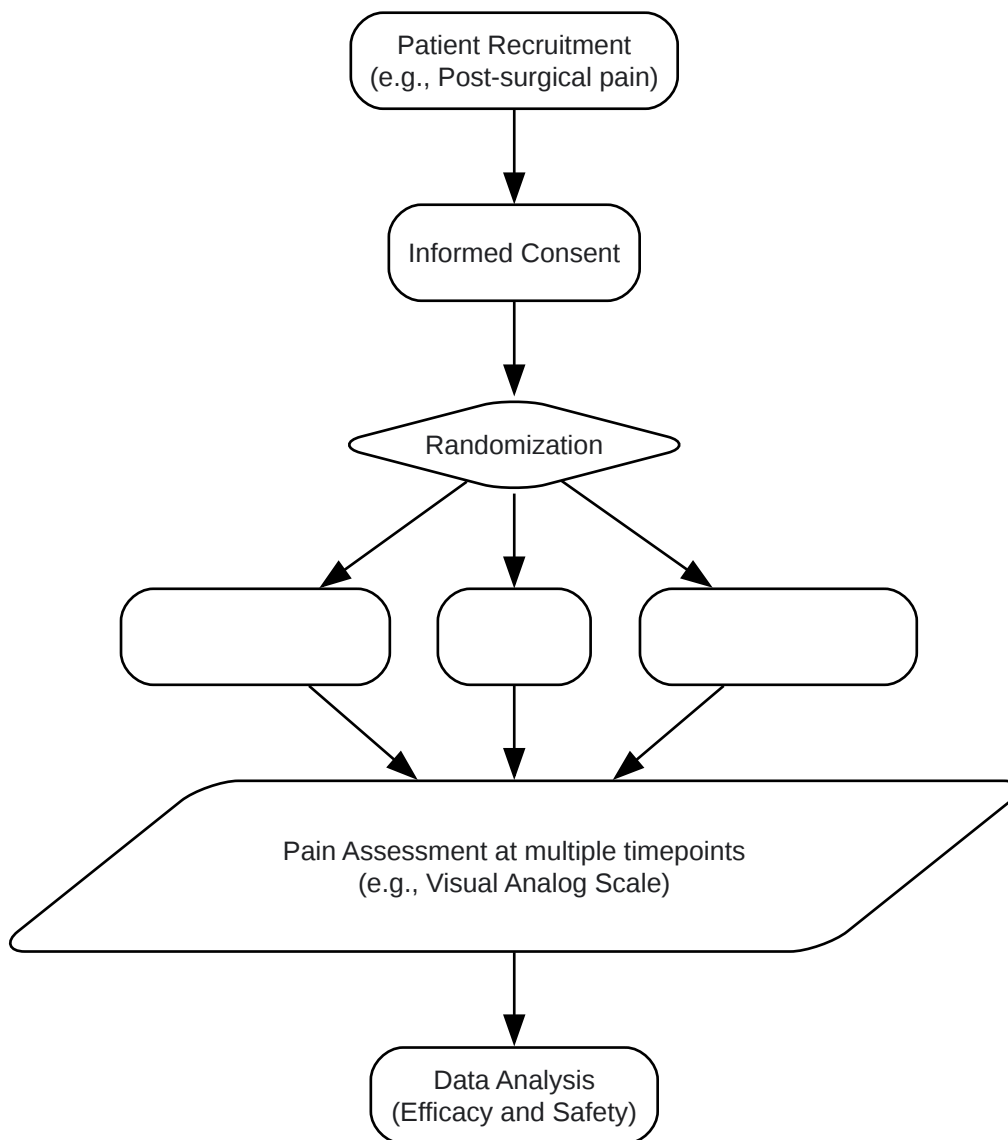 Patient Recruitment
(e.g., Post-surgical pain)
Informed Consent
Randomization
Pain Assessment at multiple timepoints
(e.g., Visual Analog Scale)
Data Analysis
(Efficacy and Safety)